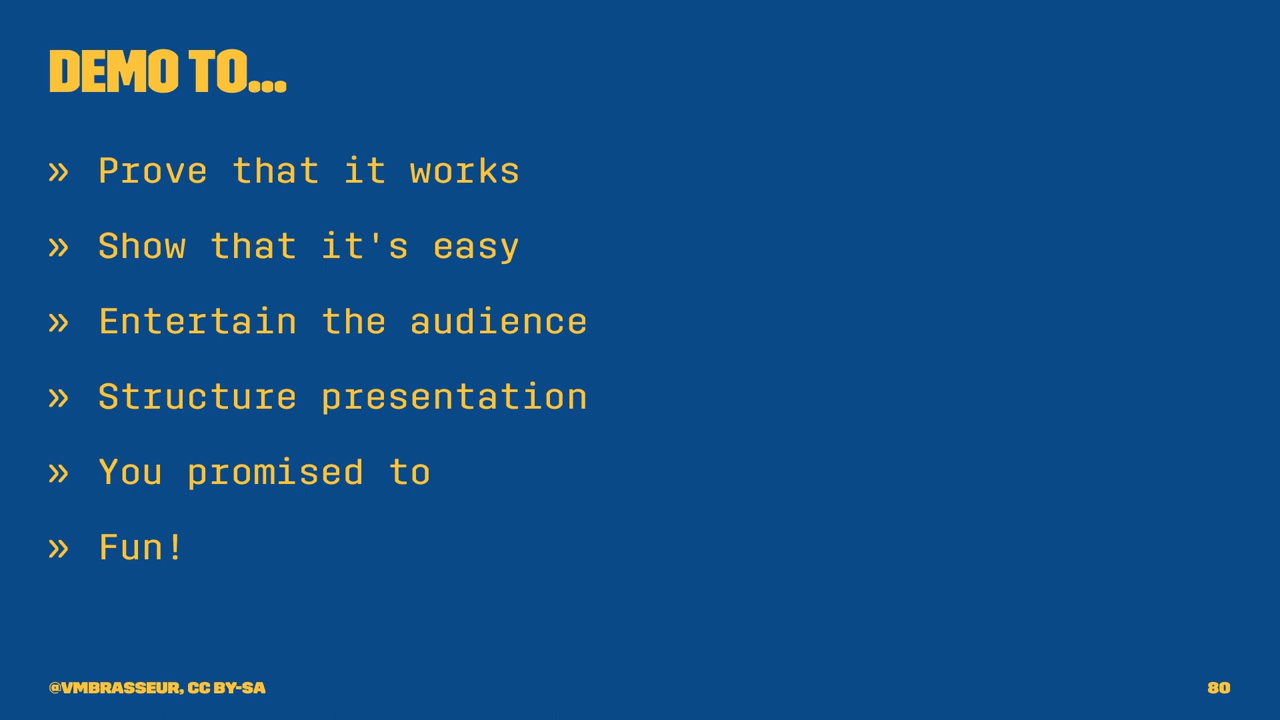 DEMO TO...
» Prove that it works
» Show that it's easy
» Entertain the audience
» Structure presentation
» You promised to
» Fun!
@VMBRASSEUR, CC BY-SA
80